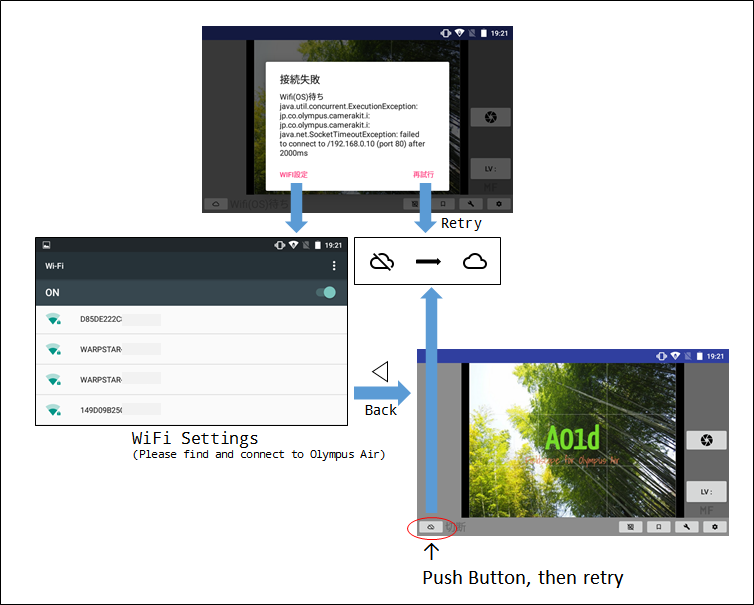 19:21
接続失敗
Wifi(OS)待ち
java.util.concurrent.ExecutionException:
jp.co.olympus.camerakit.i:
jp.co.olympus.camerakit.i:
java.net.SocketTimeoutException: failed
to connect to /192.168.0.10 (port 80) after
2000ms
WIFI設定
再試行
LV :
MF
Wifi(OS)待ち
Retry
19:21
Wi-Fi
ON
D85DE222C
WARPSTAR-
WARPSTAR-
149D09B250
Back
WiFi Settings
(Please find and connect to Olympus Air)
19:21
A01d
for Olympus Air
LV :
MF
切断
Push Button, then retry